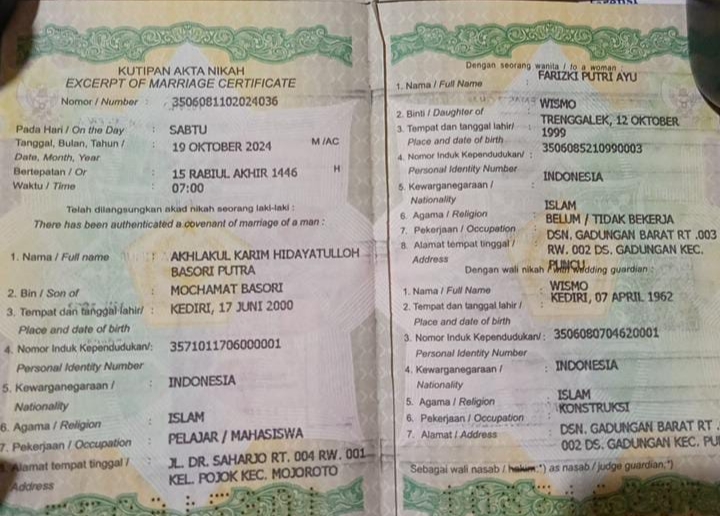 KUTIPAN AKTA NIKAH
EXCERPT OF MARRIAGE CERTIFICATE
Nomor / Number : 3506081102024036
Pada Hari / On the Day : SABTU
Tanggal, Bulan, Tahun / : 19 OKTOBER 2024 M /AC
Date, Month, Year
Bertepatan / Or : 15 RABIUL AKHIR 1446 H
Waktu / Time : 07:00
Telah dilangsungkan akad nikah seorang laki-laki :
There has been authenticated a covenant of marriage of a man :
1. Nama / Full name : AKHLAKUL KARIM HIDAYATULLOH
BASORI PUTRA
2. Bin / Son of : MOCHAMAT BASORI
3. Tempat dan tanggal lahir/ : KEDIRI, 17 JUNI 2000
Place and date of birth
4. Nomor Induk Kependudukan/: 3571011706000001
Personal Identity Number
5. Kewarganegaraan / : INDONESIA
Nationality
6. Agama / Religion : ISLAM
7. Pekerjaan / Occupation : PELAJAR / MAHASISWA
Alamat tempat tinggal / : JL. DR. SAHARJO RT. 004 RW. 001
Address KEL. POJOK KEC. MOJOROTO
Dengan seorang wanita / to a woman :
1. Nama / Full Name : FARIZKI PUTRI AYU
2. Binti / Daughter of : WISMO
3. Tempat dan tanggal lahir/ : TRENGGALEK, 12 OKTOBER
Place and date of birth 1999
4. Nomor Induk Kependudukan/ : 3506085210990003
Personal Identity Number
5. Kewarganegaraan / : INDONESIA
Nationality
6. Agama / Religion : ISLAM
7. Pekerjaan / Occupation : BELUM / TIDAK BEKERJA
8. Alamat tempat tinggal / : DSN. GADUNGAN BARAT RT .003
Address RW. 002 DS. GADUNGAN KEC.
PUNCU
Dengan wali nikah / with wedding guardian :
1. Nama / Full Name : WISMO
2. Tempat dan tanggal lahir / : KEDIRI, 07 APRIL 1962
Place and date of birth
3. Nomor Induk Kependudukan/ : 3506080704620001
Personal Identity Number
4. Kewarganegaraan / : INDONESIA
Nationality
5. Agama / Religion : ISLAM
6. Pekerjaan / Occupation : KONSTRUKSI
7. Alamat / Address : DSN. GADUNGAN BARAT RT .
002 DS. GADUNGAN KEC.
Sebagai wali nasab / hakim:*) as nasab / judge guardian.*)